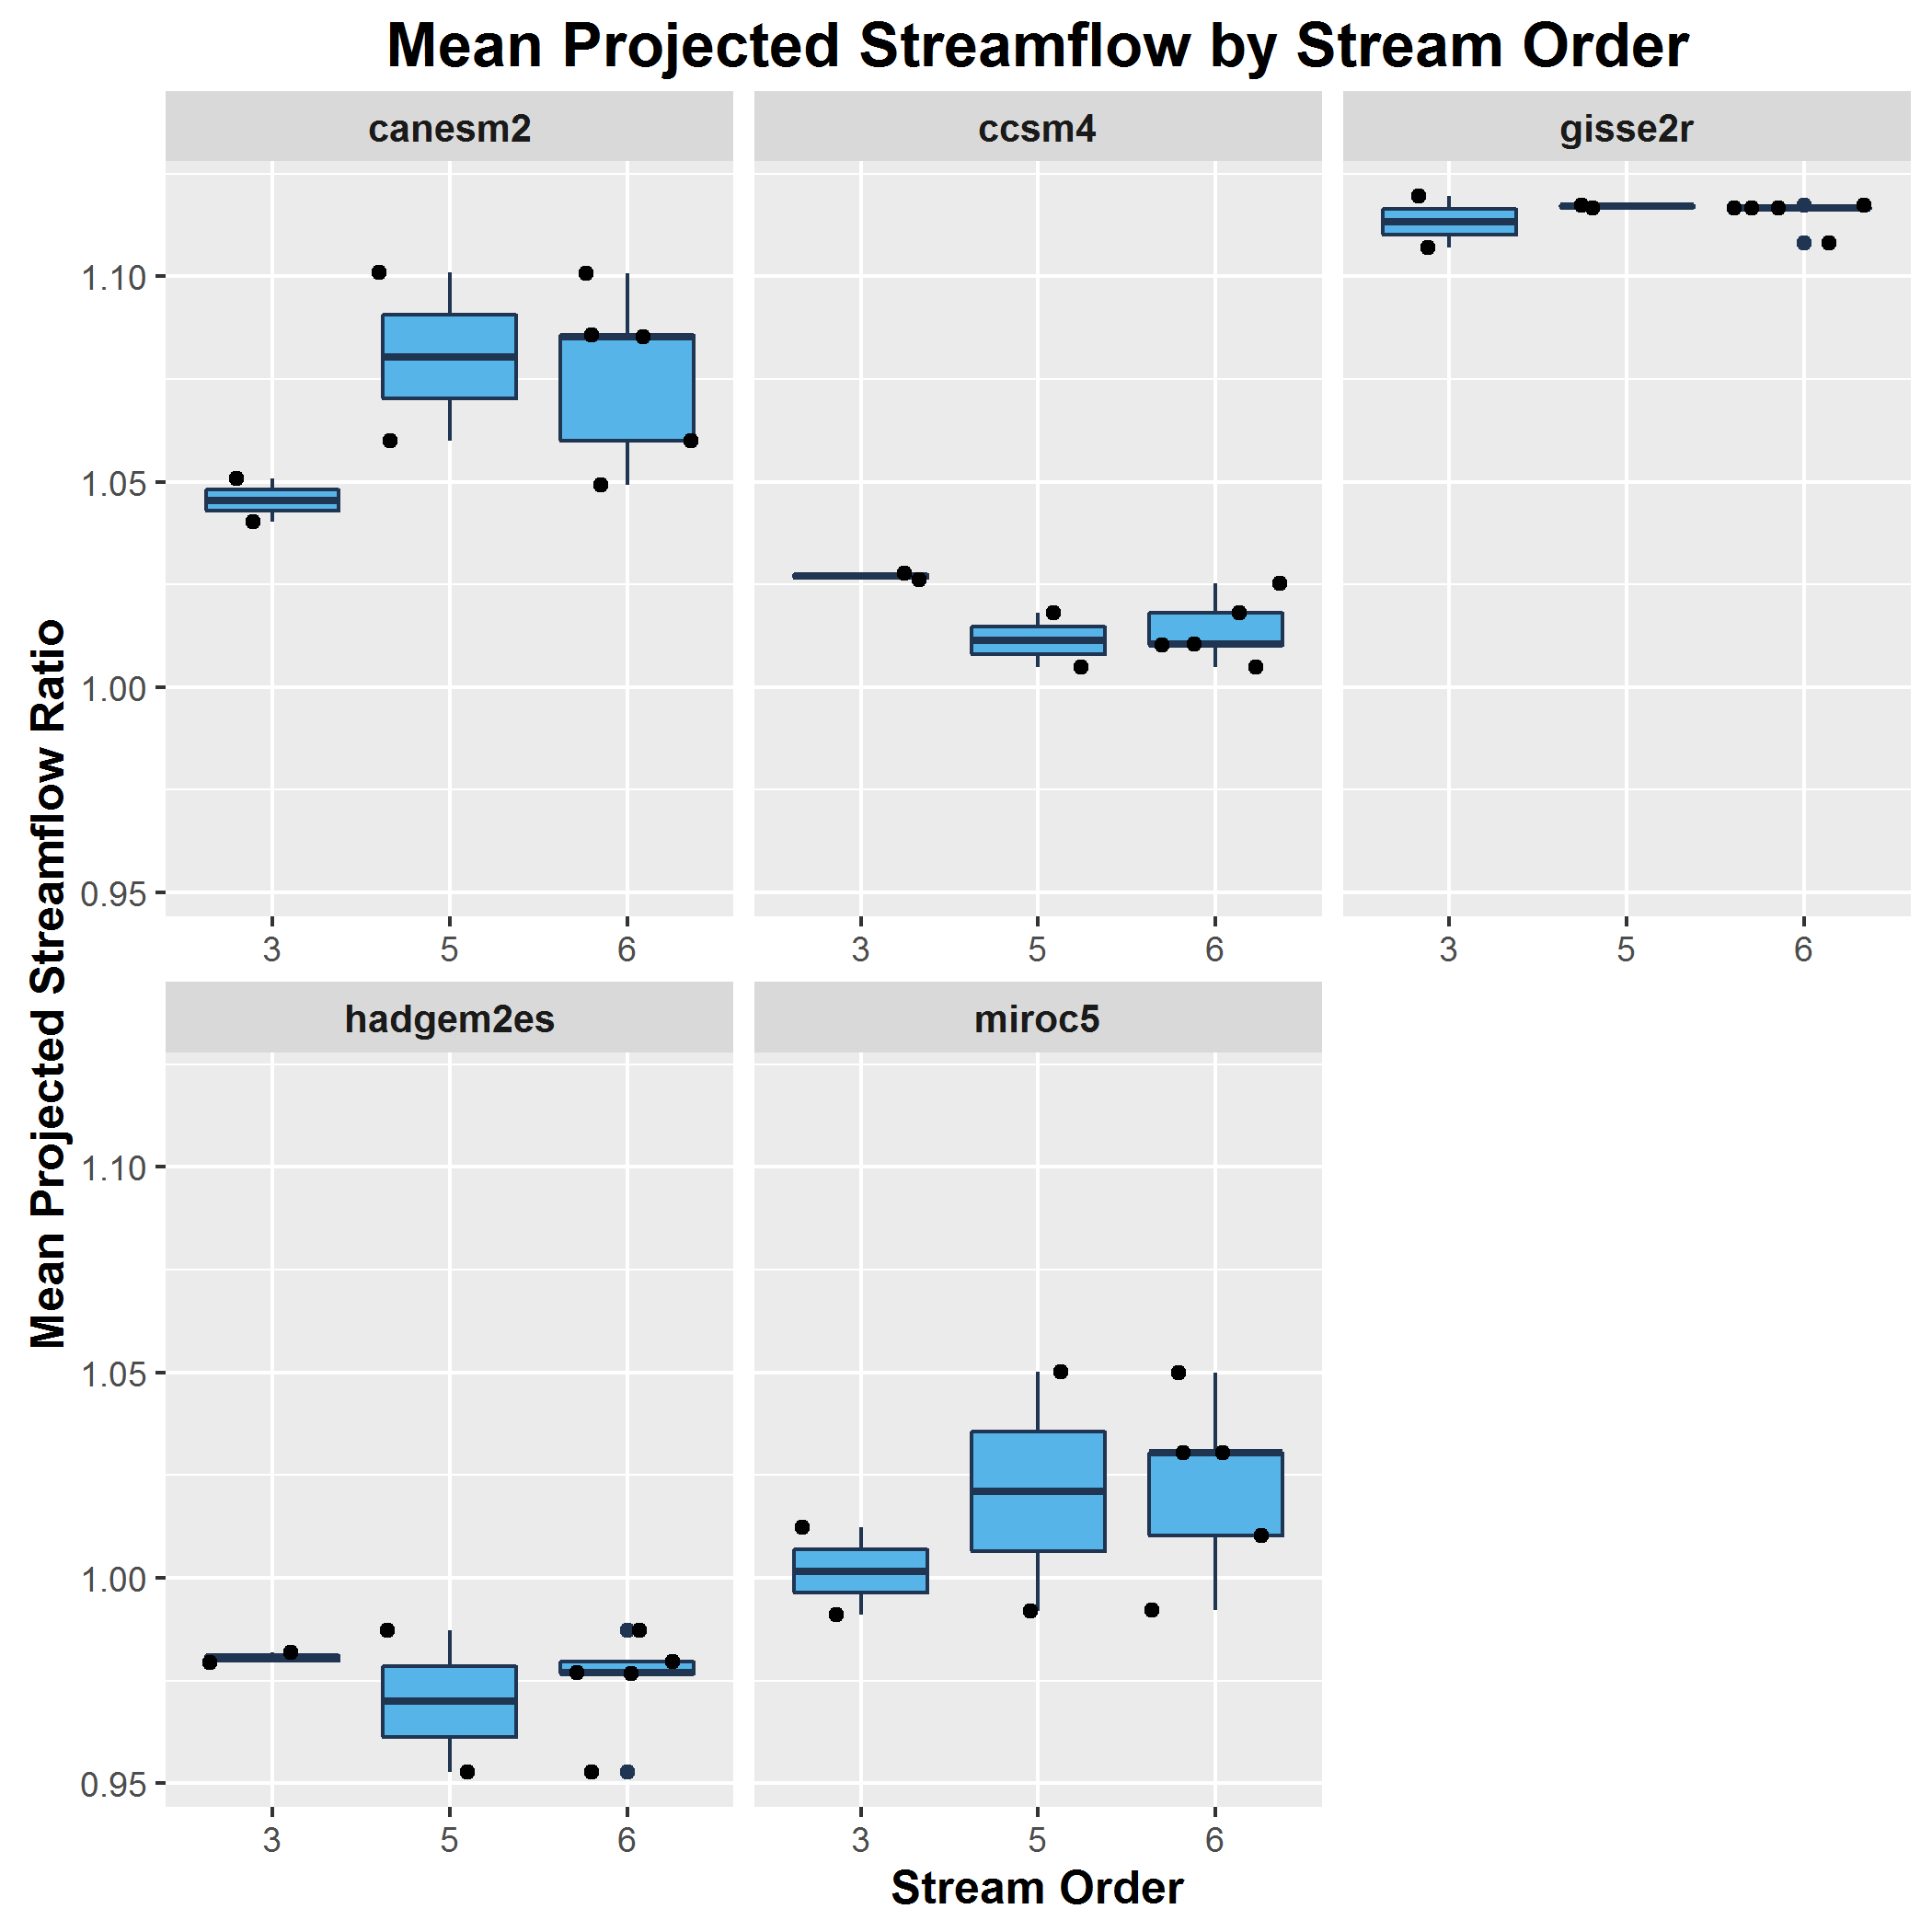 Mean Projected Streamflow by Stream Order
canesm2
ccsm4
gisse2r
1.10
1.05
1.00
0.95
3 5 6
3 5 6
3 5 6
Mean Projected Streamflow Ratio
hadgem2es
miroc5
1.10
1.05
1.00
0.95
3 5 6
3 5 6
Stream Order